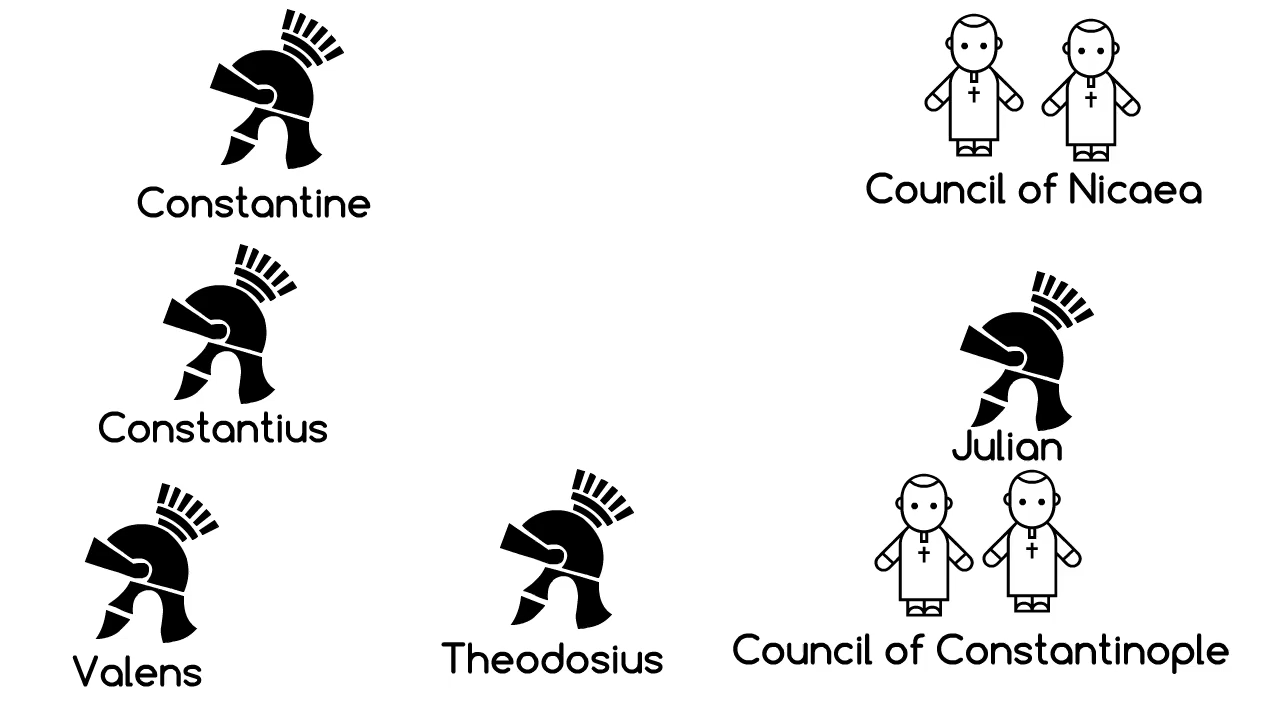 Constantine
Council of Nicaea
Constantius
Julian
Valens
Theodosius
Council of Constantinople